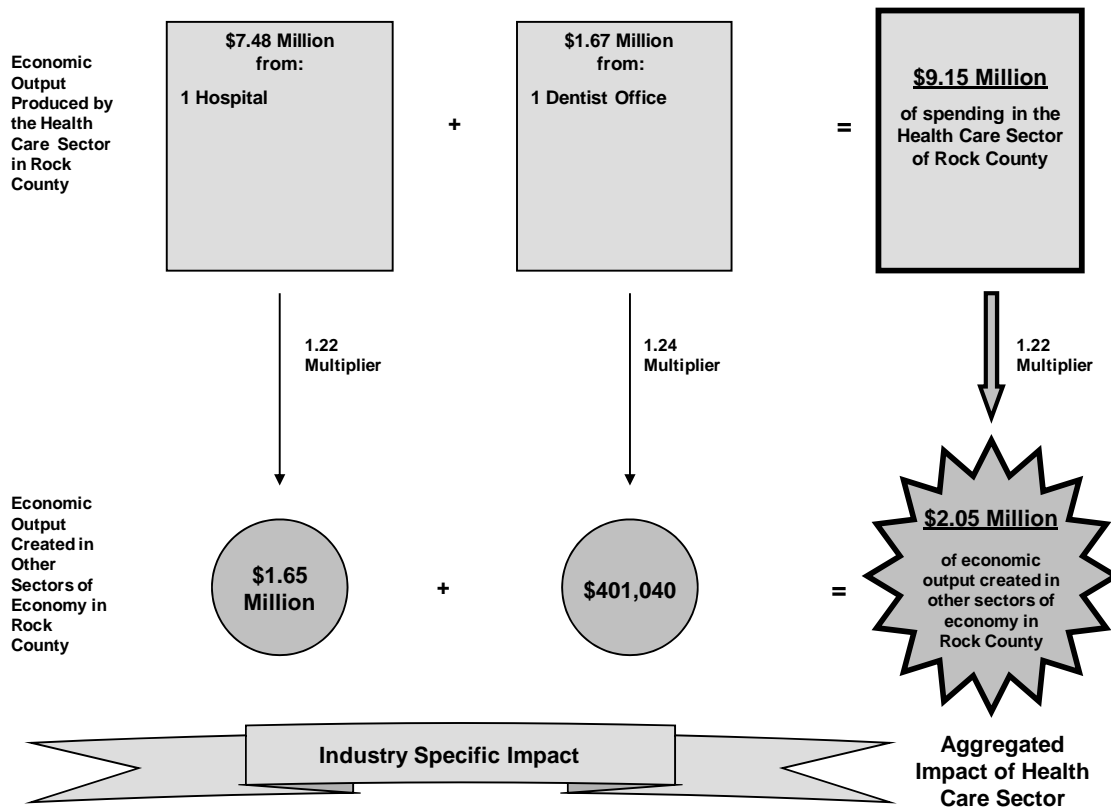 Economic
Output
Produced by
the Health
Care Sector
in Rock
County
$7.48 Million
from:
1 Hospital
+
$1.67 Million
from:
1 Dentist Office
=
$9.15 Million
of spending in the
Health Care Sector
of Rock County
1.22
Multiplier
1.24
Multiplier
1.22
Multiplier
Economic
Output
Created in
Other
Sectors of
Economy in
Rock
County
$1.65
Million
+
$401,040
=
$2.05 Million
of economic
output created in
other sectors of
economy in
Rock County
Industry Specific Impact
Aggregated
Impact of Health
Care Sector